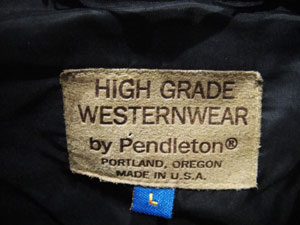 HIGH GRADE
WESTERNWEAR
by Pendleton®
PORTLAND, OREGON
MADE IN U.S.A.
L